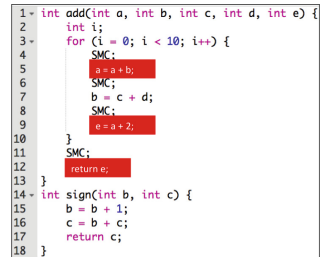 1 int add(int a, int b, int c, int d, int e) {
2 int i;
3 for (i = 0; i < 10; i++) {
4 SMC;
5 a = a + b;
6 SMC;
7 b = c + d;
8 SMC;
9 e = a + 2;
10 }
11 SMC;
12 return e;
13 }
14 int sign(int b, int c) {
15 b = b + 1;
16 c = b + c;
17 return c;
18 }